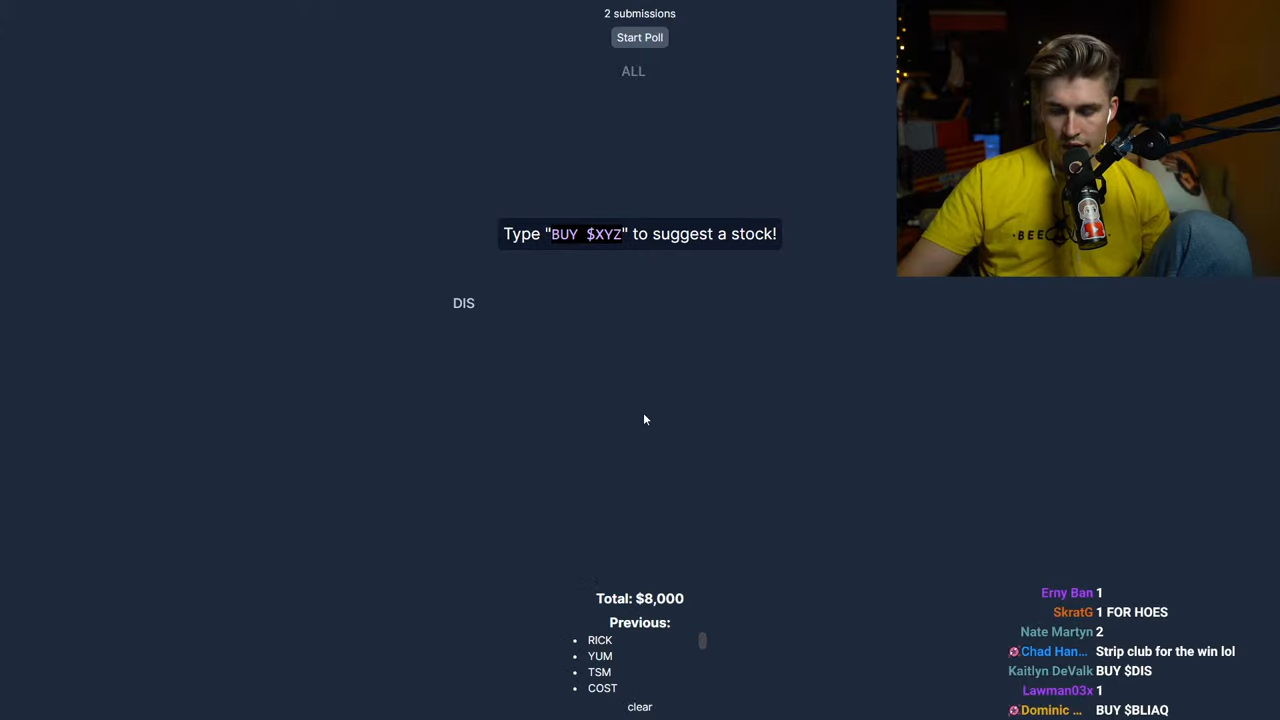 2 submissions
Start Poll
ALL
Type "BUY $XYZ" to suggest a stock!
BEE
DIS
Total: $8,000
Previous:
• RICK
• YUM
• TSM
• COST
clear
Erny Ban 1
SkratG 1 FOR HOES
Nate Martyn 2
Chad Han... Strip club for the win lol
Kaitlyn DeValk BUY $DIS
Lawman03x 1
Dominic ... BUY $BLIAQ